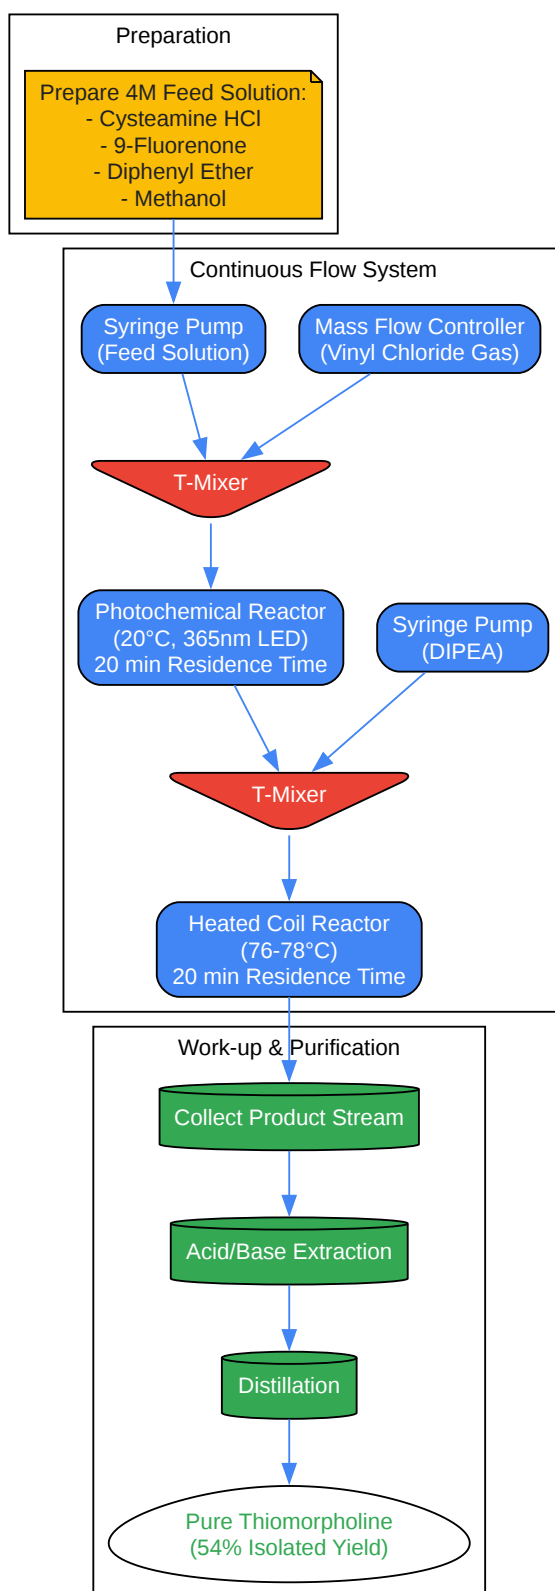 Preparation
Prepare 4M Feed Solution:
- Cysteamine HCl
- 9-Fluorenone
- Diphenyl Ether
- Methanol
Continuous Flow System
Syringe Pump
(Feed Solution)
Mass Flow Controller
(Vinyl Chloride Gas)
T-Mixer
Photochemical Reactor
(20°C, 365nm LED)
20 min Residence Time
Syringe Pump
(DIPEA)
T-Mixer
Heated Coil Reactor
(76-78°C)
20 min Residence Time
Work-up & Purification
Collect Product Stream
Acid/Base Extraction
Distillation
Pure Thiomorpholine
(54% Isolated Yield)